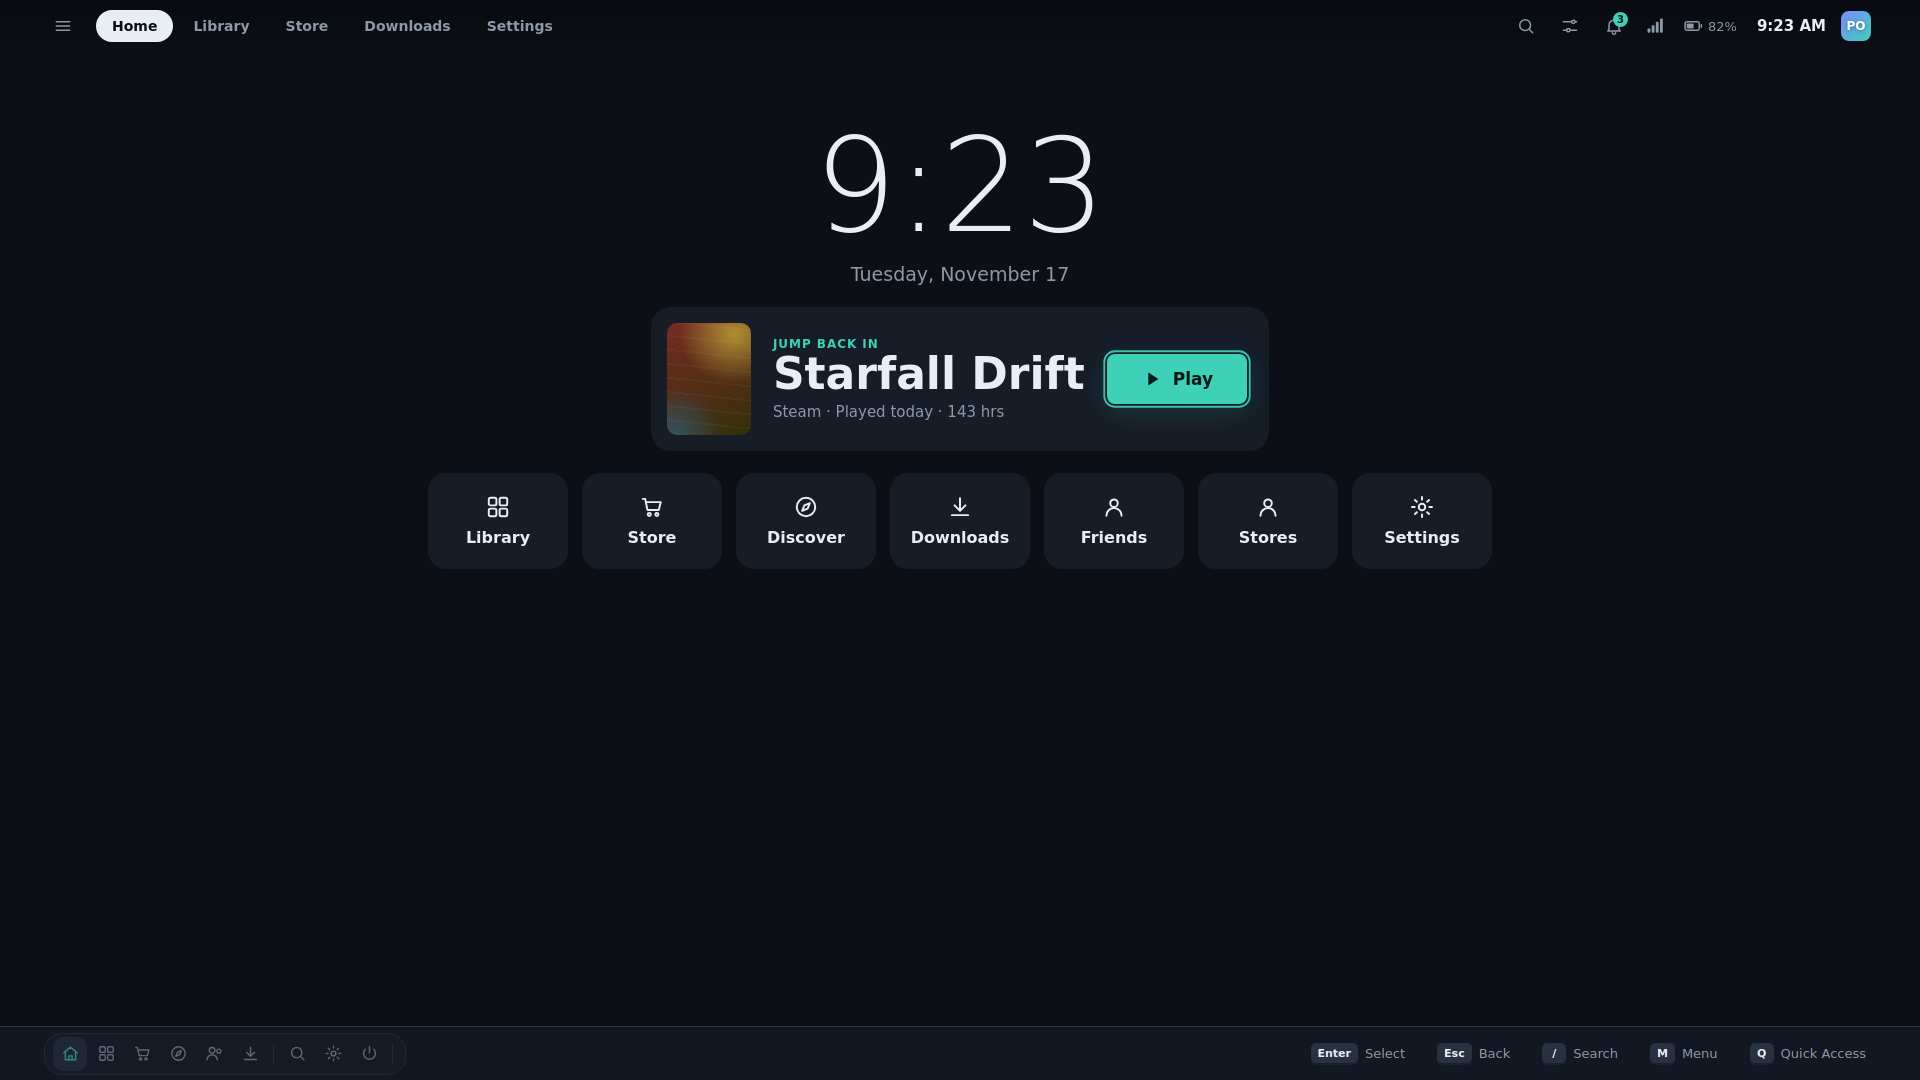 Home Library Store Downloads Settings 3 82% 9:23 AM PO
9:23
Tuesday, November 17
JUMP BACK IN
Starfall Drift
Steam · Played today · 143 hrs
Play
Library Store Discover Downloads Friends Stores Settings
Enter Select Esc Back / Search M Menu Q Quick Access